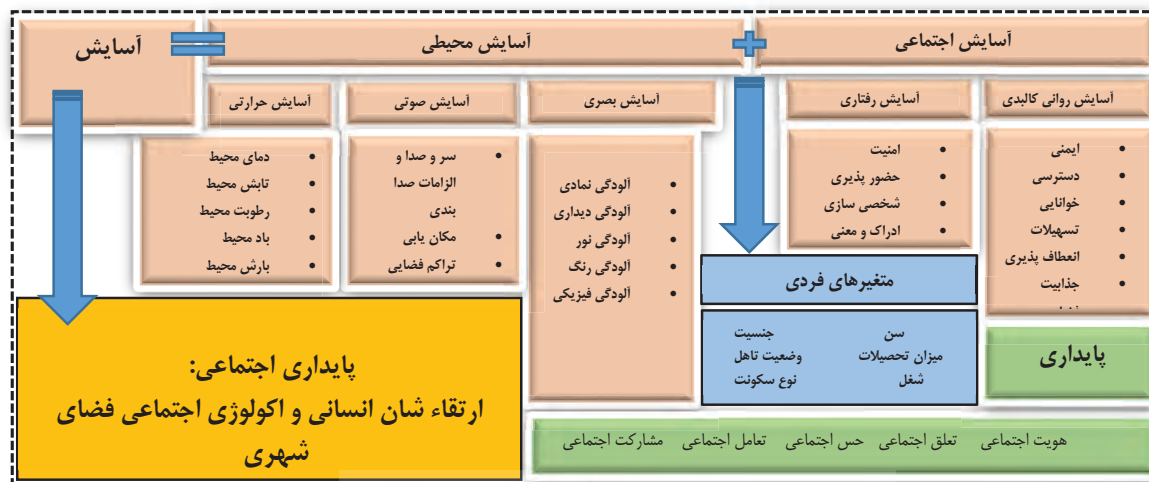 آسایش اجتماعی
آسایش محیطی
آسایش
آسایش روانی کالبدی
آسایش رفتاری
آسایش بصری
آسایش صوتی
آسایش حرارتی
• ایمنی
• دسترسی
• خوانایی
• تسهیلات
• انعطاف پذیری
• جذابیت
• امنیت
• حضور پذیری
• شخصی سازی
• ادراک و معنی
• آلودگی نمادی
• آلودگی دیداری
• آلودگی نور
• آلودگی رنگ
• آلودگی فیزیکی
• سر و صدا و
الزامات صدا
بندی
• مکان یابی
• تراکم فضایی
• دمای محیط
• تابش محیط
• رطوبت محیط
• باد محیط
• بارش محیط
متغیرهای فردی
سن جنسیت
میزان تحصیلات وضعیت تاهل
شغل نوع سکونت
پایداری
هویت اجتماعی تعلق اجتماعی حس اجتماعی تعامل اجتماعی مشارکت اجتماعی
پایداری اجتماعی:
ارتقاء شان انسانی و اکولوژی اجتماعی فضای
شهری